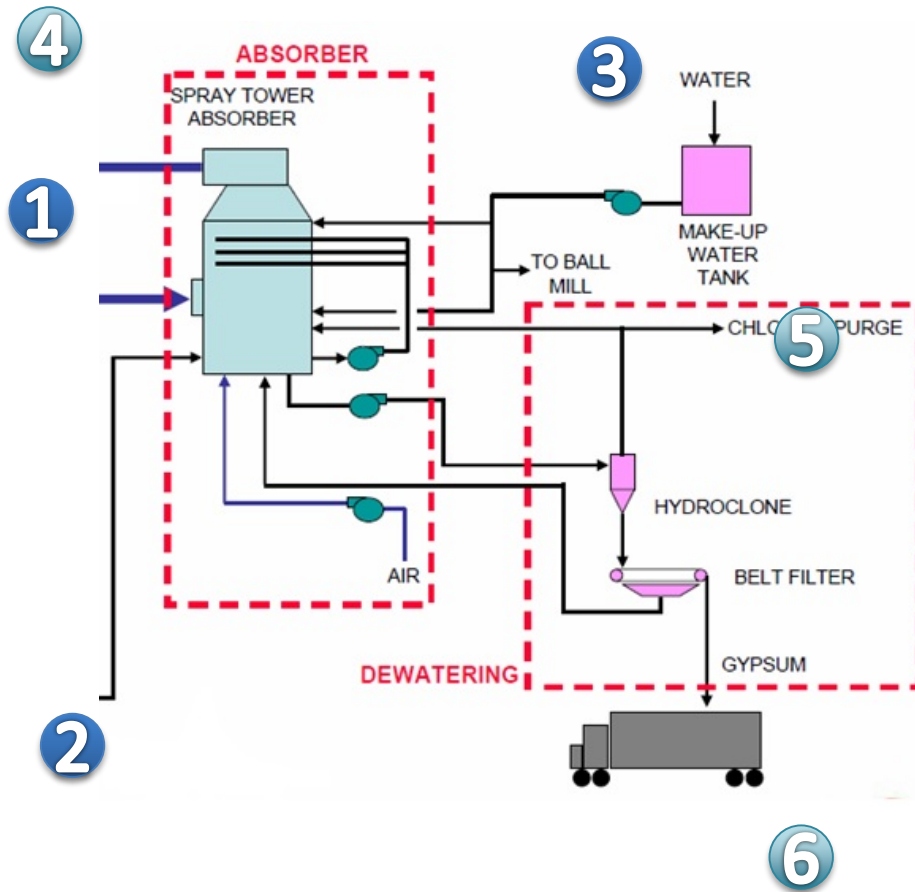 4
ABSORBER
SPRAY TOWER
ABSORBER
3
WATER
1
MAKE-UP
WATER
TANK
TO BALL
MILL
5
PURGE
HYDROCLONE
BELT FILTER
AIR
GYPSUM
DEWATERING
2
6